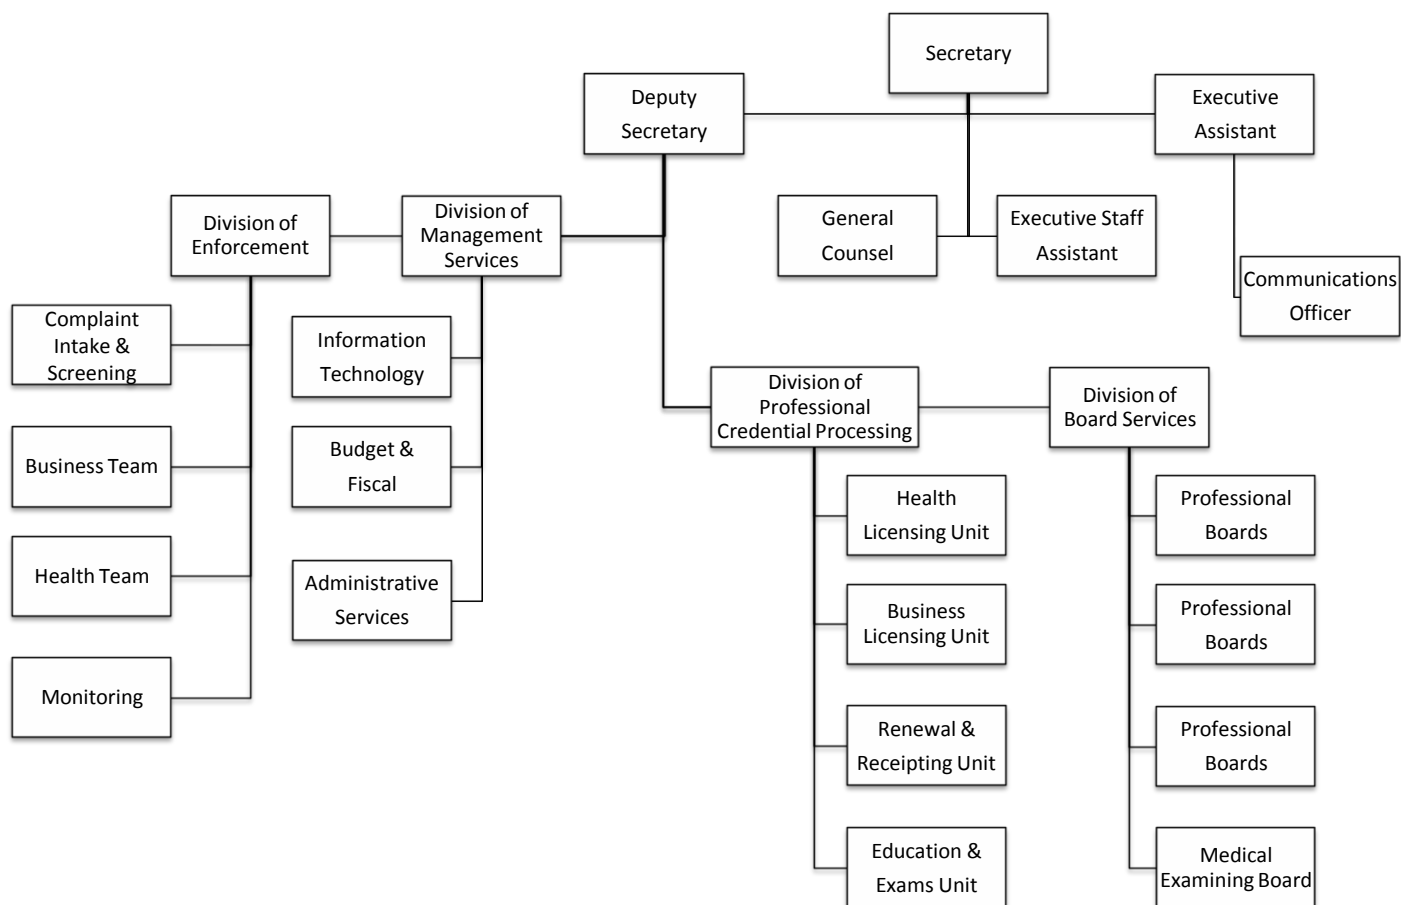 Secretary
Deputy
Secretary
Executive
Assistant
General
Counsel
Executive Staff
Assistant
Communications
Officer
Division of
Enforcement
Division of
Management
Services
Complaint
Intake &
Screening
Business Team
Health Team
Monitoring
Information
Technology
Budget &
Fiscal
Administrative
Services
Division of
Professional
Credential Processing
Division of
Board Services
Health
Licensing Unit
Business
Licensing Unit
Renewal &
Receipting Unit
Education &
Exams Unit
Professional
Boards
Professional
Boards
Professional
Boards
Medical
Examining Board